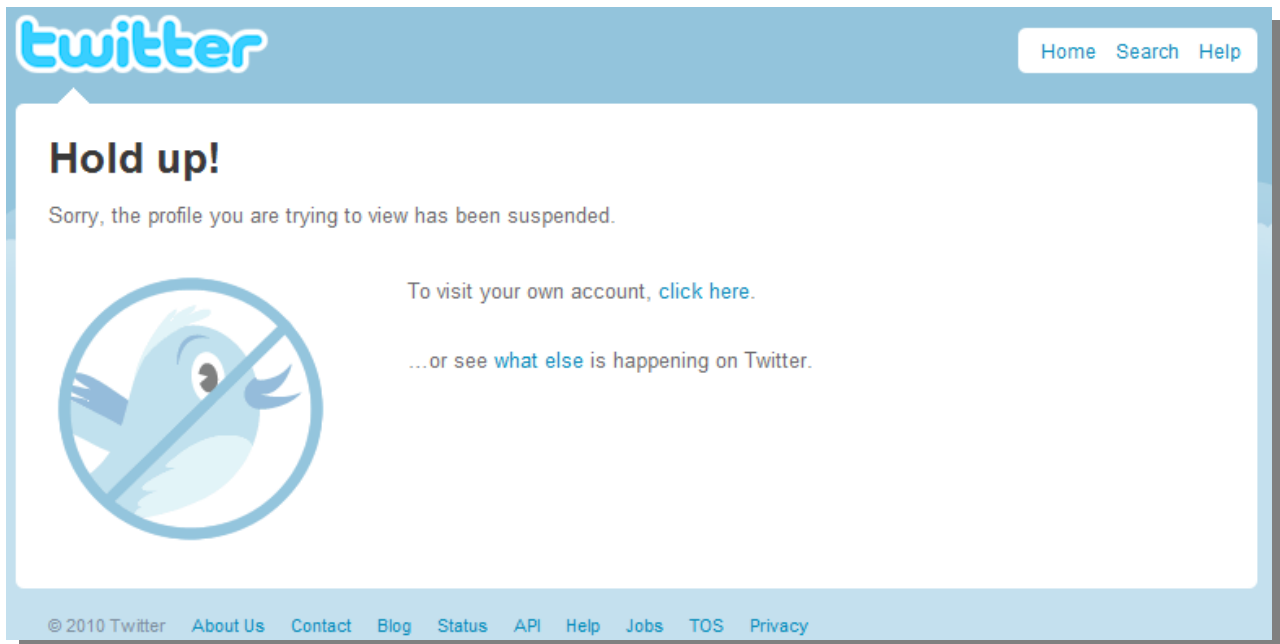 twitter
Home Search Help
Hold up!
Sorry, the profile you are trying to view has been suspended.
To visit your own account, click here.
…or see what else is happening on Twitter.
© 2010 Twitter About Us Contact Blog Status API Help Jobs TOS Privacy